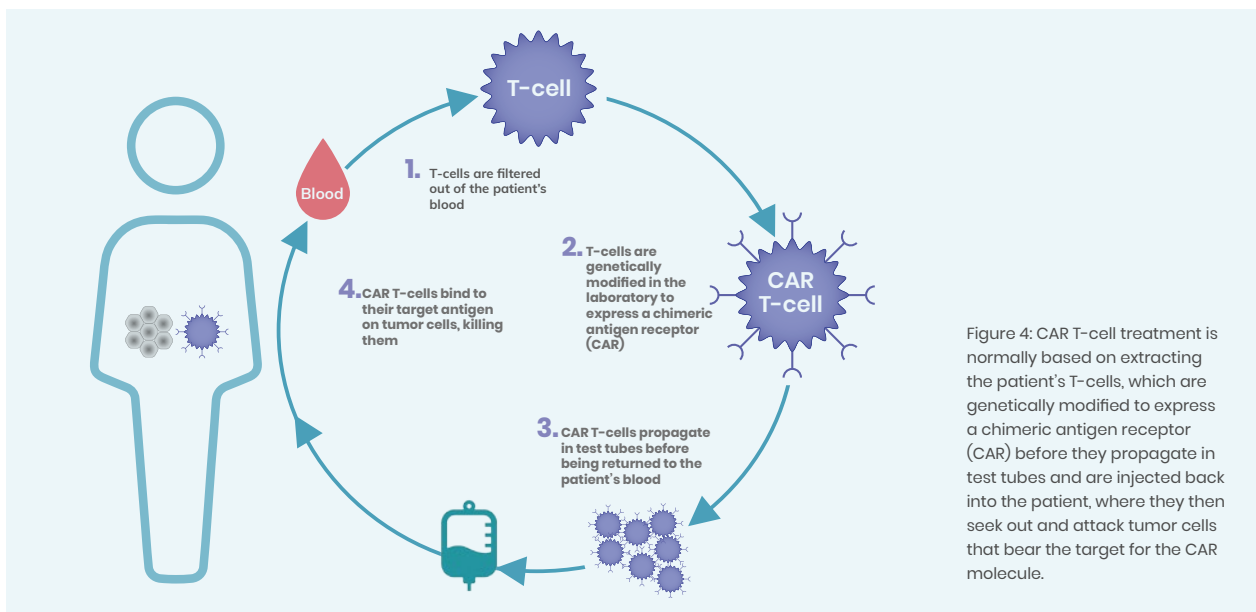 T-cell
Blood
1. T-cells are filtered
out of the patient's
blood
2. T-cells are
genetically
modified in the
laboratory to
express a chimeric
antigen receptor
(CAR)
CAR
T-cell
4. CAR T-cells bind to
their target antigen
on tumor cells, killing
them
3. CAR T-cells propagate
in test tubes before
being returned to the
patient's blood
Figure 4: CAR T-cell treatment is
normally based on extracting
the patient's T-cells, which are
genetically modified to express
a chimeric antigen receptor
(CAR) before they propagate in
test tubes and are injected back
into the patient, where they then
seek out and attack tumor cells
that bear the target for the CAR
molecule.